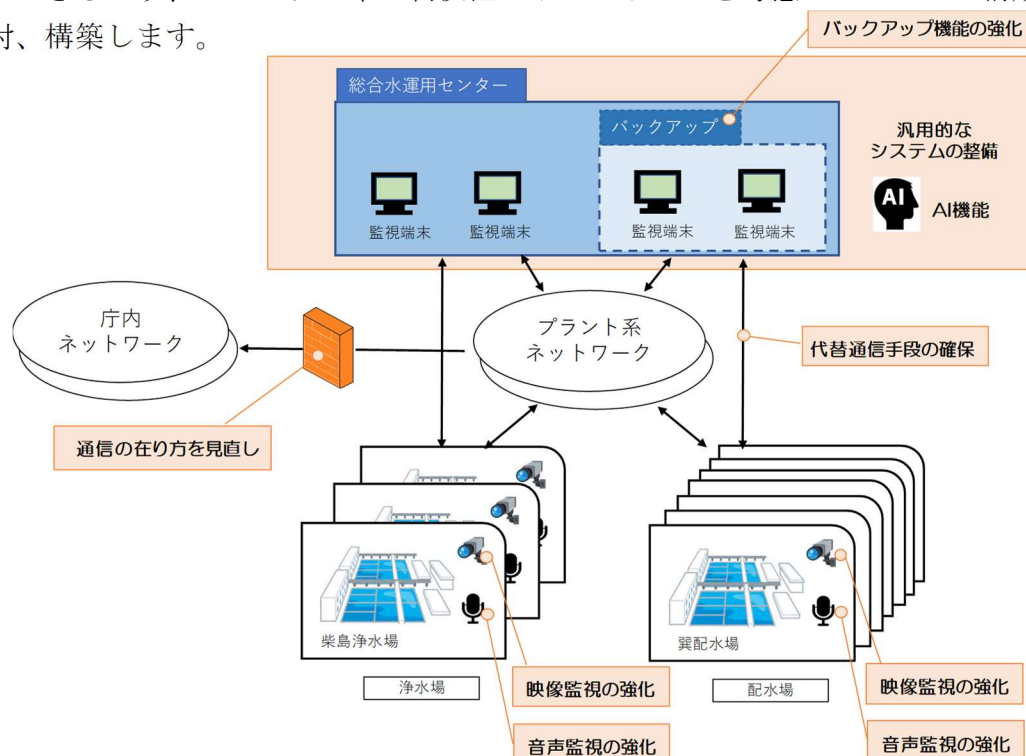 討、構築します。
バックアップ機能の強化
総合水運用センター
バックアップ
汎用的な
システムの整備
AI
AI機能
監視端末
監視端末
監視端末
監視端末
庁内
ネットワーク
プラント系
ネットワーク
代替通信手段の確保
通信の在り方を見直し
柴島浄水場
巽配水場
浄水場
映像監視の強化
配水場
映像監視の強化
音声監視の強化
音声監視の強化